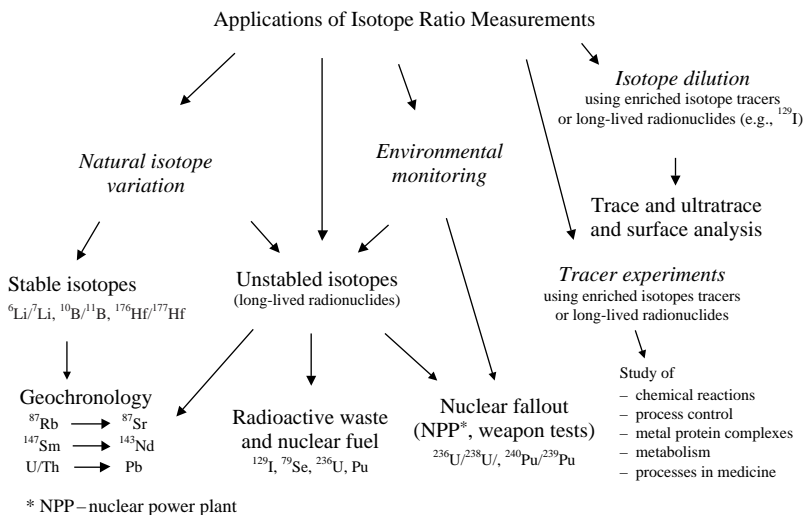 Applications of Isotope Ratio Measurements
Isotope dilution
using enriched isotope tracers
or long-lived radionuclides (e.g., ¹²⁹I)
Natural isotope
variation
Environmental
monitoring
Trace and ultratrace
and surface analysis
Stable isotopes
⁶Li/⁷Li, ¹⁰B/¹¹B, ¹⁷⁶Hf/¹⁷⁷Hf
Unstabled isotopes
(long-lived radionuclides)
Tracer experiments
using enriched isotopes tracers
or long-lived radionuclides
Geochronology
⁸⁷Rb → ⁸⁷Sr
¹⁴⁷Sm → ¹⁴³Nd
U/Th → Pb
Radioactive waste
and nuclear fuel
¹²⁹I, ⁷⁹Se, ²³⁶U, Pu
Nuclear fallout
(NPP*, weapon tests)
²³⁶U/²³⁸U/, ²⁴⁰Pu/²³⁹Pu
Study of
– chemical reactions
– process control
– metal protein complexes
– metabolism
– processes in medicine
* NPP – nuclear power plant